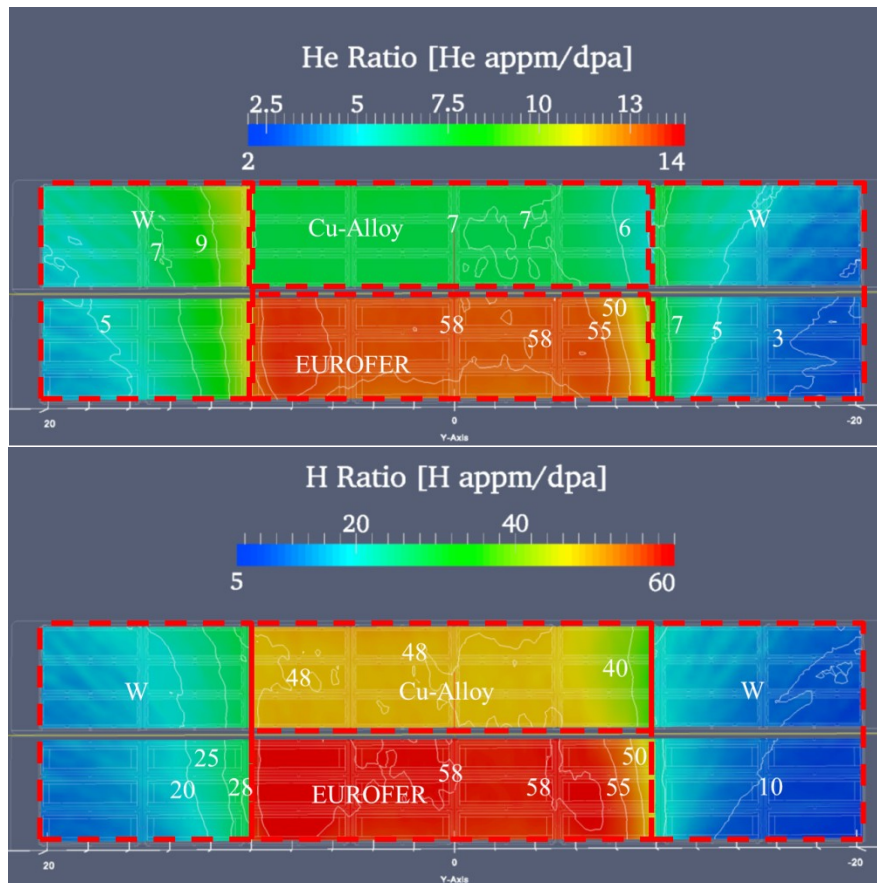 He Ratio [He appm/dpa]
2.5 5 7.5 10 13
2 14
W Cu-Alloy 7 7 6 W
7 9
5 58 58 55 50 7 5 3
EUROFER
20 0 -20
Y-Axis
H Ratio [H appm/dpa]
20 40
5 60
48 48 40
W Cu-Alloy W
25 58 50
20 28 EUROFER 58 55 10
20 0 -20
Y-Axis